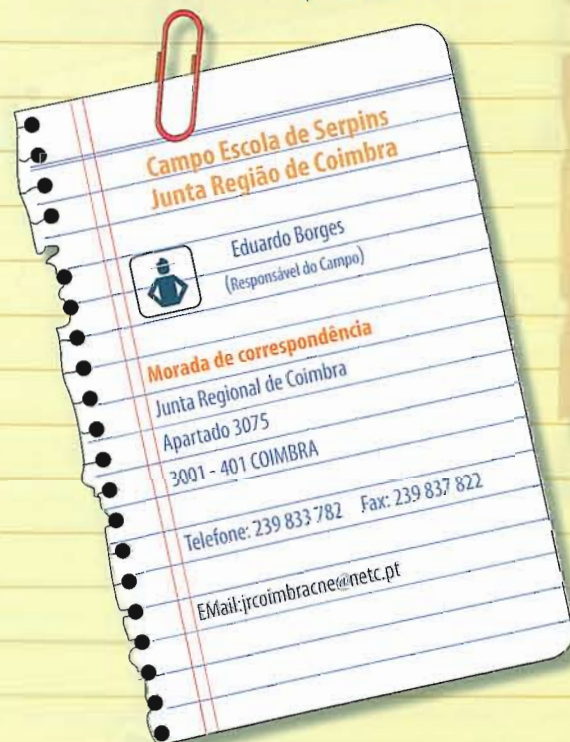 Campo Escola de Serpins
Junta Região de Coimbra
Eduardo Borges
(Responsável do Campo)
Morada de correspondência
Junta Regional de Coimbra
Apartado 3075
3001 - 401 COIMBRA
Telefone: 239 833 782 Fax: 239 837 822
EMail:jrcoimbracne@netc.pt